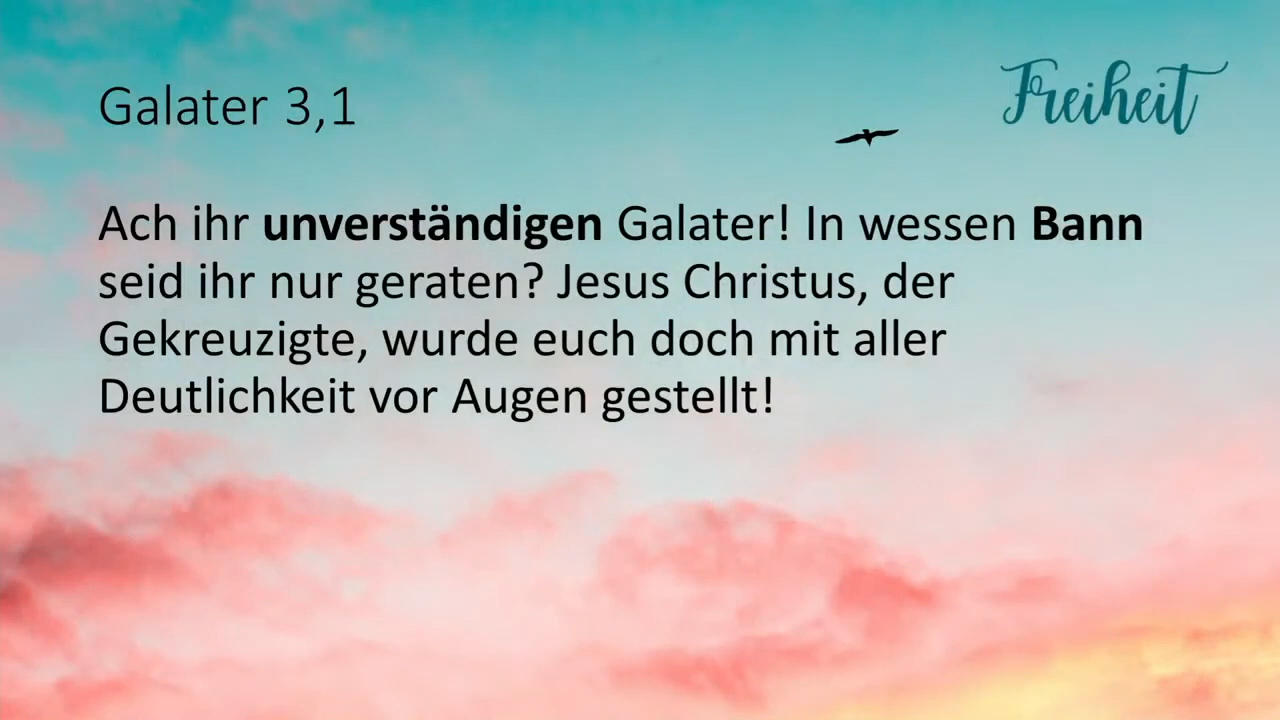 Galater 3,1
Freiheit
Ach ihr unverständigen Galater! In wessen Bann
seid ihr nur geraten? Jesus Christus, der
Gekreuzigte, wurde euch doch mit aller
Deutlichkeit vor Augen gestellt!